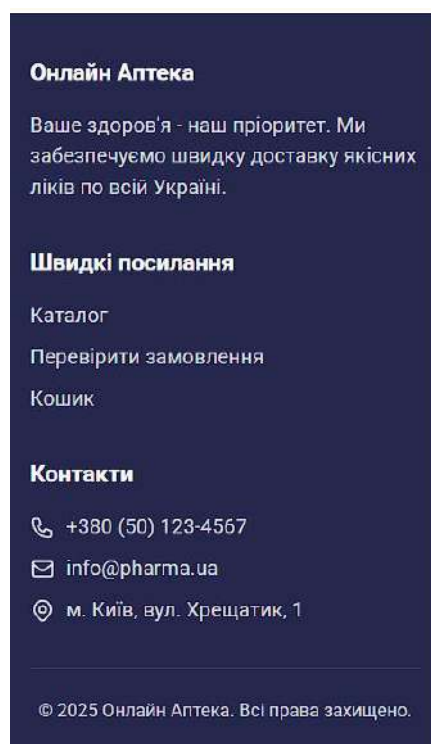 Онлайн Аптека
Ваше здоров'я - наш пріоритет. Ми
забезпечуємо швидку доставку якісних
ліків по всій Україні.
Швидкі посилання
Каталог
Перевірити замовлення
Кошик
Контакти
+380 (50) 123-4567
info@pharma.ua
м. Київ, вул. Хрещатик, 1
© 2025 Онлайн Аптека. Всі права захищено.